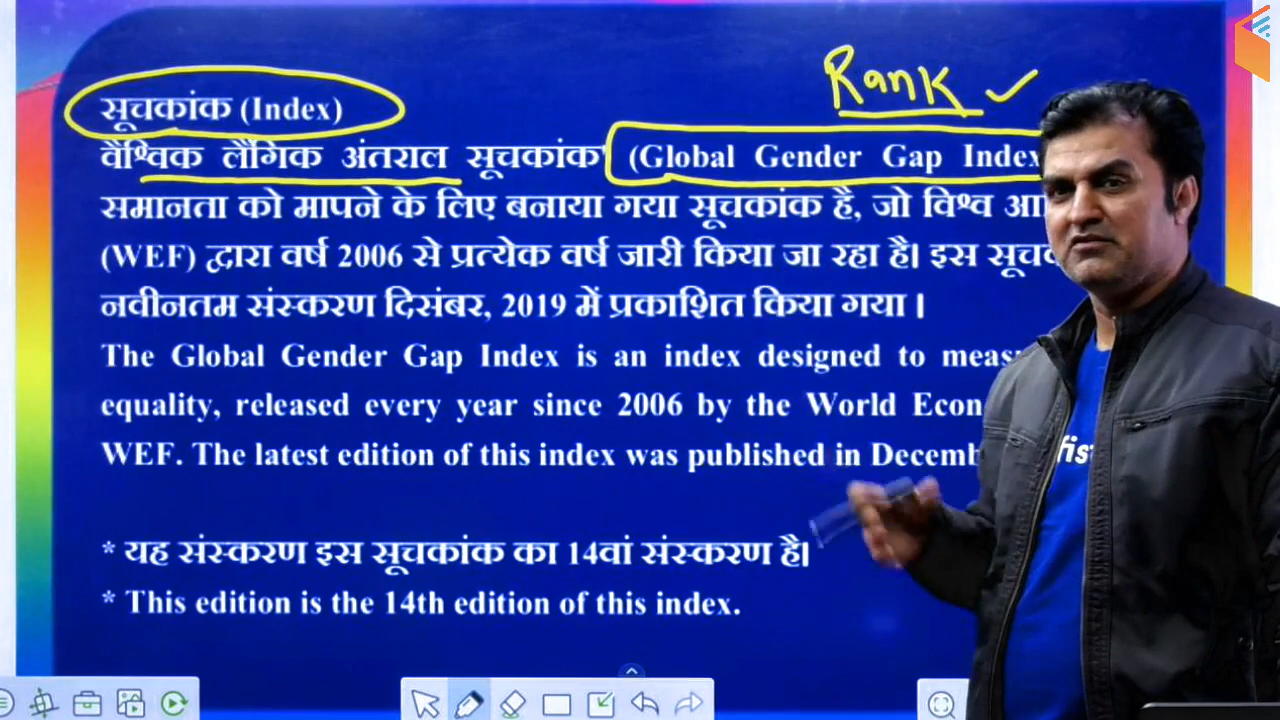 Rank ✓
सूचकांक (Index)
वैश्विक लैंगिक अंतराल सूचकांक' (Global Gender Gap Index
समानता को मापने के लिए बनाया गया सूचकांक है, जो विश्व आ
(WEF) द्वारा वर्ष 2006 से प्रत्येक वर्ष जारी किया जा रहा है। इस
नवीनतम संस्करण दिसंबर, 2019 में प्रकाशित किया गया ।
The Global Gender Gap Index is an index designed to
equality, released every year since 2006 by the World
WEF. The latest edition of this index was published in
* यह संस्करण इस सूचकांक का 14वां संस्करण है।
* This edition is the 14th edition of this index.